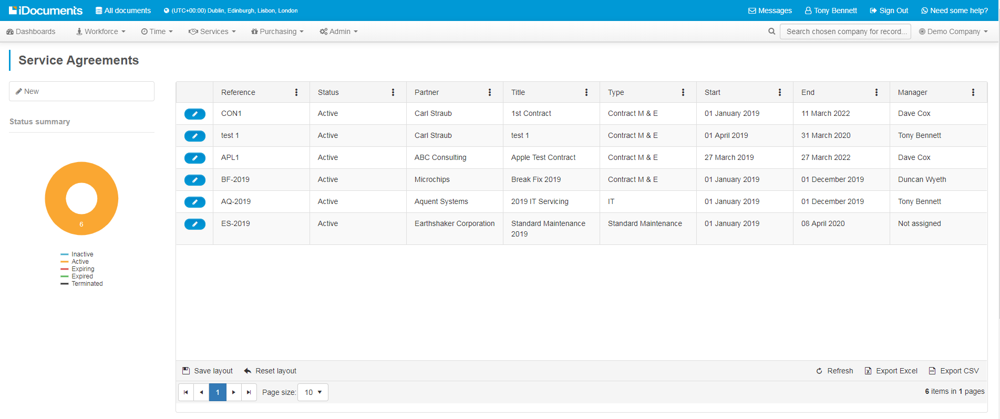 iDocuments All documents (UTC+00:00) Dublin, Edinburgh, Lisbon, London Messages Tony Bennett Sign Out Need some help?
Dashboards Workforce Time Services Purchasing Admin Search chosen company for record... Demo Company
Service Agreements
New
Status summary
6
Inactive
Active
Expiring
Expired
Terminated
Reference Status Partner Title Type Start End Manager
CON1 Active Carl Straub 1st Contract Contract M & E 01 January 2019 11 March 2022 Dave Cox
test 1 Active Carl Straub test 1 Contract M & E 01 April 2019 31 March 2020 Tony Bennett
APL1 Active ABC Consulting Apple Test Contract Contract M & E 27 March 2019 27 March 2022 Dave Cox
BF-2019 Active Microchips Break Fix 2019 Contract M & E 01 January 2019 01 December 2019 Duncan Wyeth
AQ-2019 Active Aquent Systems 2019 IT Servicing IT 01 January 2019 01 December 2019 Tony Bennett
ES-2019 Active Earthshaker Corporation Standard Maintenance Standard Maintenance 01 January 2019 08 April 2020 Not assigned
2019
Save layout Reset layout Refresh Export Excel Export CSV
1 Page size: 10 6 items in 1 pages